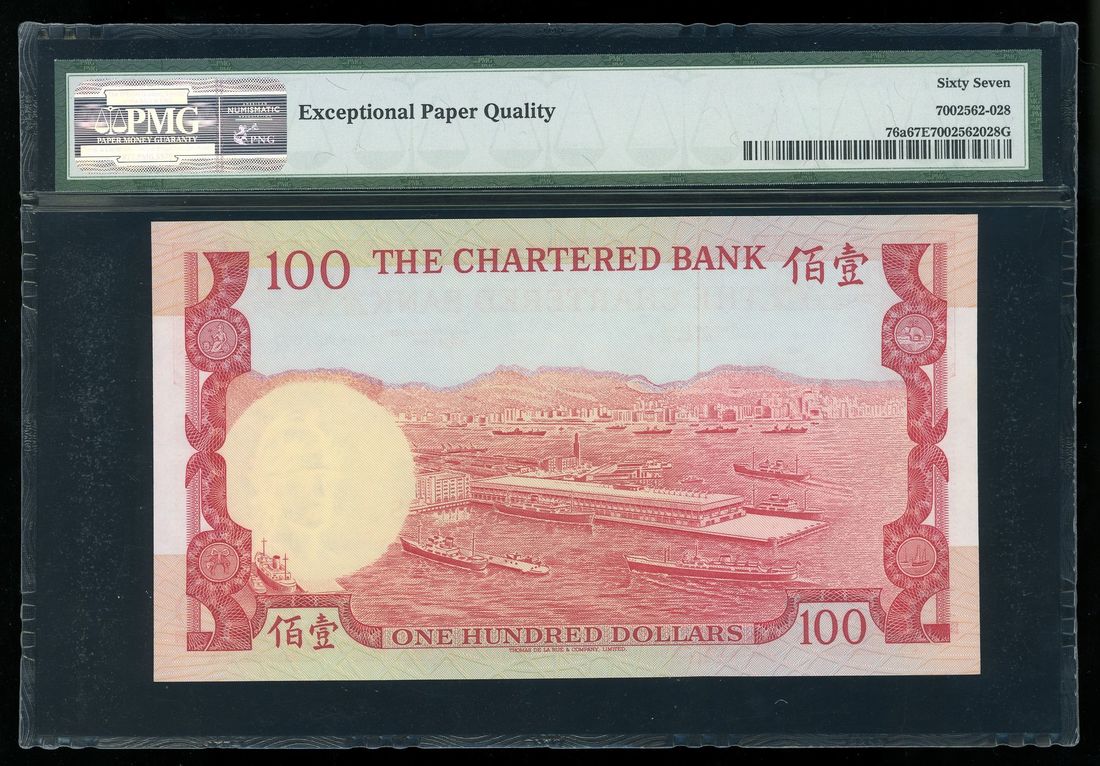 PMG
PAPER MONEY GUARANTY
NUMISMATIC
PNG
Exceptional Paper Quality
Sixty Seven
7002562-028
76a67E7002562028G
100 THE CHARTERED BANK 佰壹
佰壹
ONE HUNDRED DOLLARS
100
THOMAS DE LA RUE & COMPANY, LIMITED.